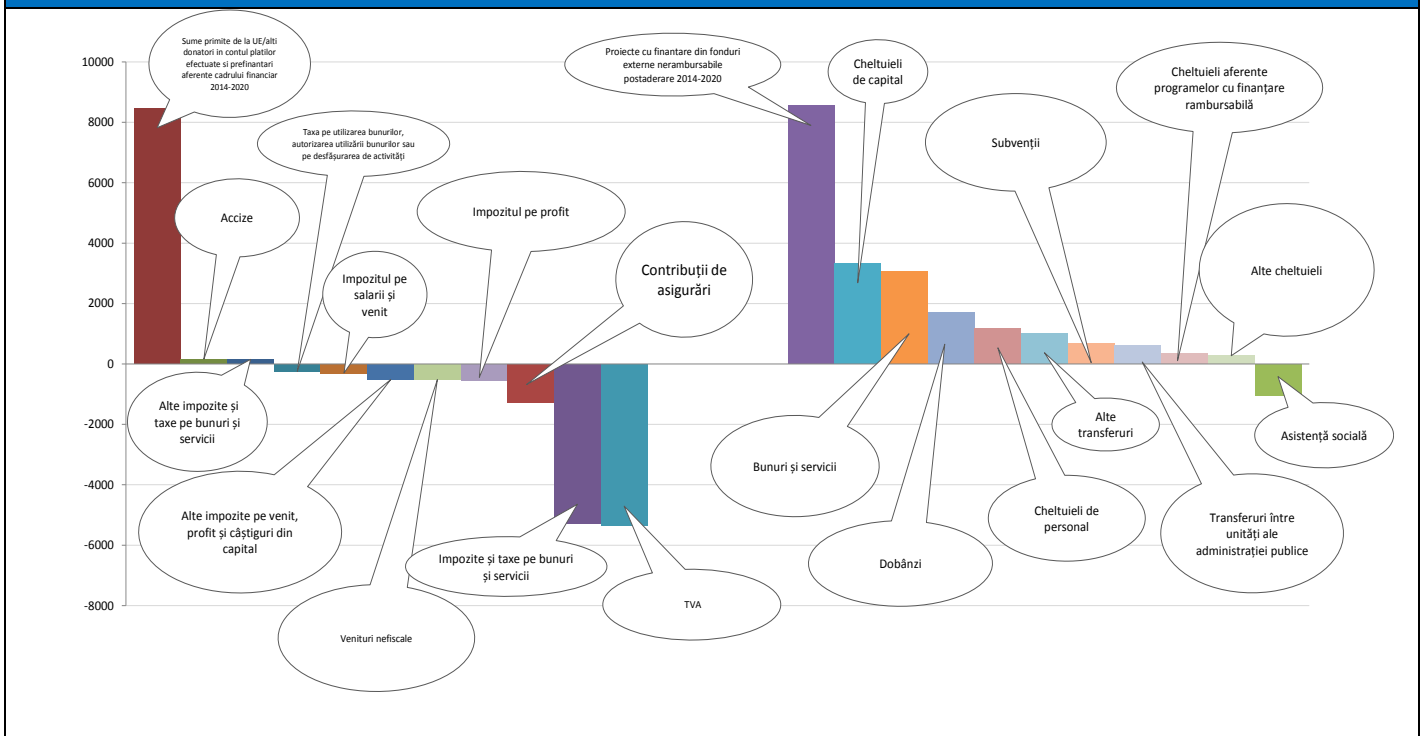 Sume primite de la UE/alti
donatori in contul platilor
efectuate si prefinantari
aferente cadrului financiar
2014-2020
Proiecte cu finantare din fonduri
externe nerambursabile
postaderare 2014-2020
Cheltuieli
de capital
Cheltuieli aferente
programelor cu finanțare
rambursabilă
Taxa pe utilizarea bunurilor,
autorizarea utilizării bunurilor sau
pe desfășurarea de activități
Subvenții
Accize
Impozitul pe profit
Impozitul pe
salarii și
venit
Contribuții de
asigurări
Alte cheltuieli
10000
8000
6000
4000
2000
0
-2000
-4000
-6000
-8000
Alte impozite și
taxe pe bunuri și
servicii
Alte
transferuri
Asistență socială
Bunuri și servicii
Alte impozite pe venit,
profit și câștiguri din
capital
Cheltuieli de
personal
Transferuri între
unități ale
administrației publice
Impozite și taxe pe bunuri
și servicii
Dobânzi
TVA
Venituri nefiscale